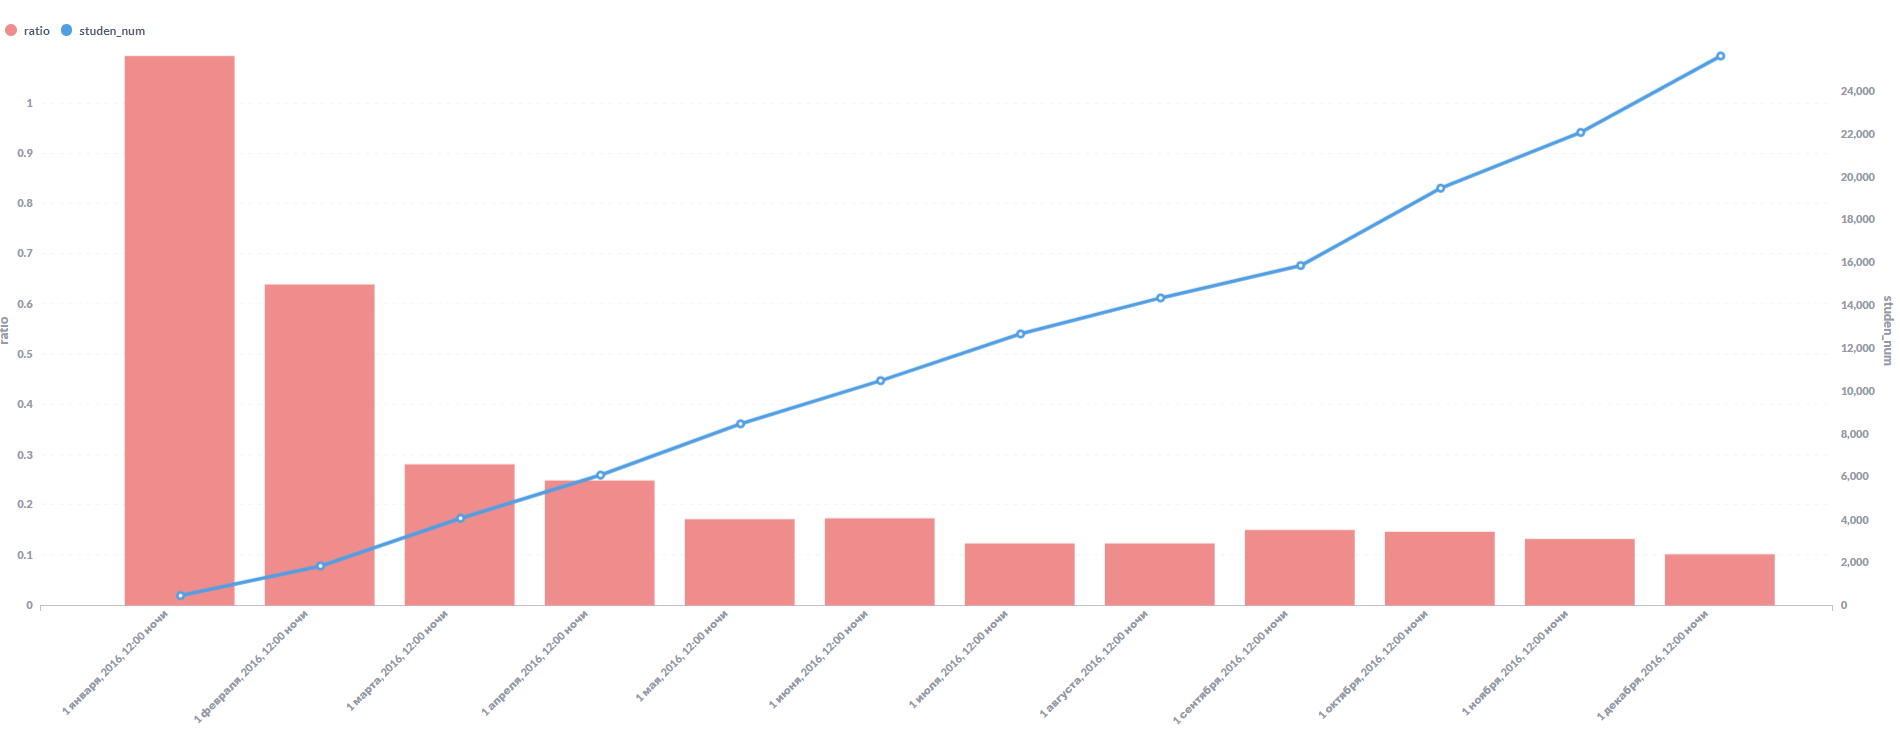 ratio studen_num
1
0.9
0.8
0.7
0.6
0.5
0.4
0.3
0.2
0.1
0
ratio
24,000
22,000
20,000
18,000
16,000
14,000
12,000
10,000
8,000
6,000
4,000
2,000
0
studen_num
1 января, 2016, 12:00 ночи
1 февраля, 2016, 12:00 ночи
1 марта, 2016, 12:00 ночи
1 апреля, 2016, 12:00 ночи
1 мая, 2016, 12:00 ночи
1 июня, 2016, 12:00 ночи
1 июля, 2016, 12:00 ночи
1 августа, 2016, 12:00 ночи
1 сентября, 2016, 12:00 ночи
1 октября, 2016, 12:00 ночи
1 ноября, 2016, 12:00 ночи
1 декабря, 2016, 12:00 ночи